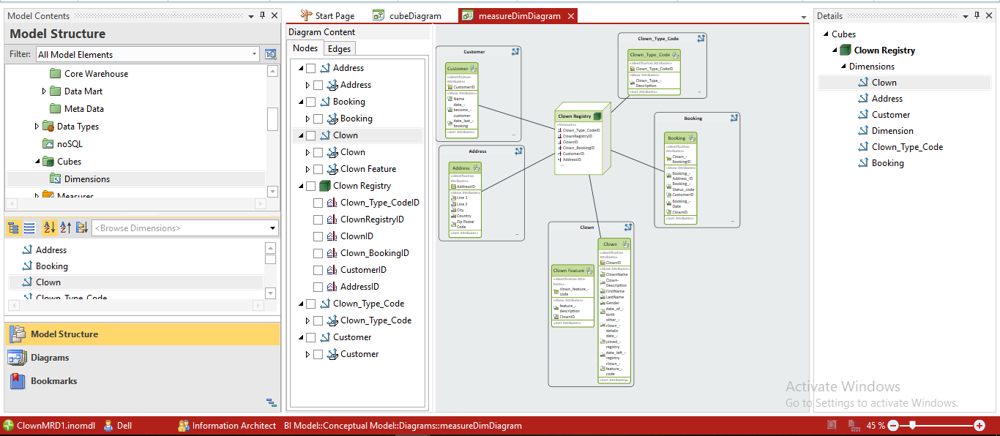 Model Contents
Model Structure
Filter: All Model Elements
Core Warehouse
Data Mart
Meta Data
Data Types
noSQL
Cubes
Dimensions
Measures
<Browse Dimensions>
Address
Booking
Clown
Clown_Type_Code
Model Structure
Diagrams
Bookmarks
Start Page
cubeDiagram
measureDimDiagram
Diagram Content
Nodes Edges
Address
Address
Booking
Booking
Clown
Clown
Clown Feature
Clown Registry
Clown_Type_CodeID
ClownRegistryID
ClownID
Clown_BookingID
CustomerID
AddressID
Clown_Type_Code
Clown_Type_Code
Customer
Customer
Customer
Customer
«Identification
Attributes»
CustomerID
«Show Attributes»
Name
date_-
become_-
customer
date_last_-
booking
«Sort Attributes»
Address
Address
«Identification
Attributes»
AddressID
«Show Attributes»
Line 1
Line 2
City
Country
Zip Postal
Code
«Sort Attributes»
Clown_Type_Code
Clown_Type_Code
«Identification Attributes»
Clown_Type_CodeID
«Show Attributes»
Clown_Type_-
Description
«Sort Attributes»
Clown Registry
«Attributes»
Clown_Type_CodeID
ClownRegistryID
ClownID
Clown_BookingID
CustomerID
AddressID
...
Booking
Booking
«Identification
Attributes»
Clown_-
BookingID
«Show Attributes»
Booking_-
Address_ID
Booking_-
Status_code
CustomerID
Booking_-
Date
ClownID
«Sort Attributes»
Clown
Clown Feature
«Identification Attri-
butes»
clown_feature_-
code
«Show Attributes»
feature_-
description
ClownID
«Sort Attributes»
Clown
«Identification
Attributes»
ClownID
«Show Attributes»
ClownName
Clown-
Description
FirstName
LastName
Gender
date_of_-
birth
other_-
clown_-
details
date_-
joined_-
registry
date_left_-
registry
clown_-
feature_-
code
«Sort Attributes»
Details
Cubes
Clown Registry
Dimensions
Clown
Address
Customer
Dimension
Clown_Type_Code
Booking
Activate Windows
Go to Settings to activate Windows.
ClownMRD1.inomdl Dell Information Architect BI Model::Conceptual Model::Diagrams::measureDimDiagram 45 %